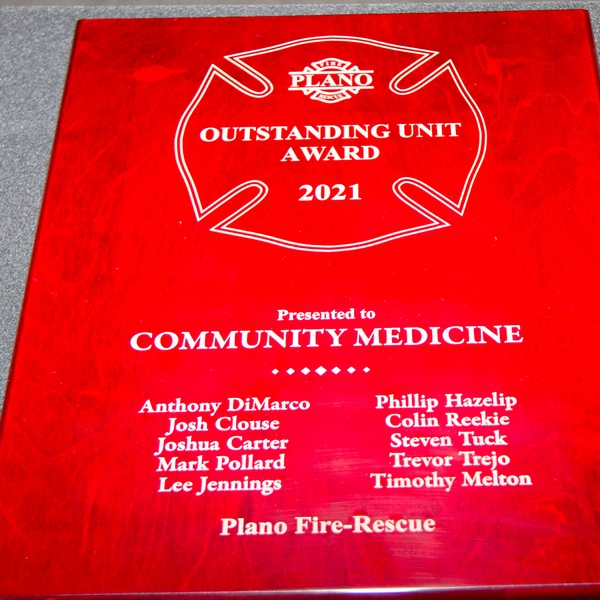 FIRE
PLANO
RESCUE
OUTSTANDING UNIT
AWARD
2021
Presented to
COMMUNITY MEDICINE
Anthony DiMarco
Josh Clouse
Joshua Carter
Mark Pollard
Lee Jennings
Phillip Hazelip
Colin Reekie
Steven Tuck
Trevor Trejo
Timothy Melton
Plano Fire-Rescue